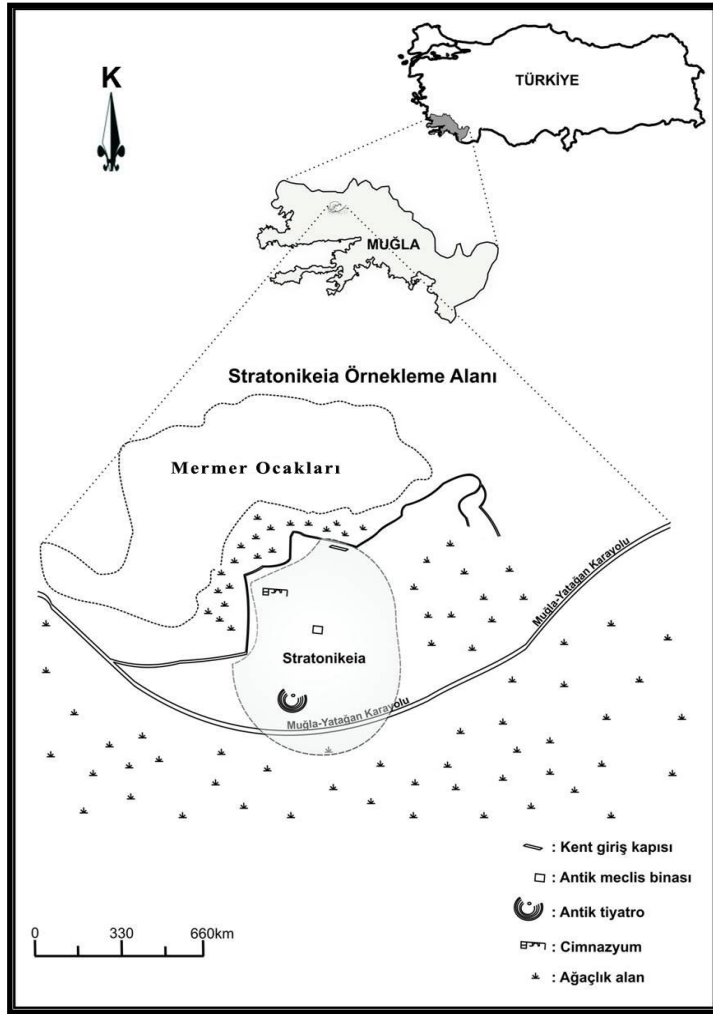 K
TÜRKİYE
MUĞLA
Stratonikeia Örnekleme Alanı
Mermer Ocakları
Muğla-Yatağan Karayolu
Stratonikeia
Muğla-Yatağan Karayolu
: Kent giriş kapısı
: Antik meclis binası
: Antik tiyatro
: Cimnazyum
: Ağaçlık alan
0 330 660km